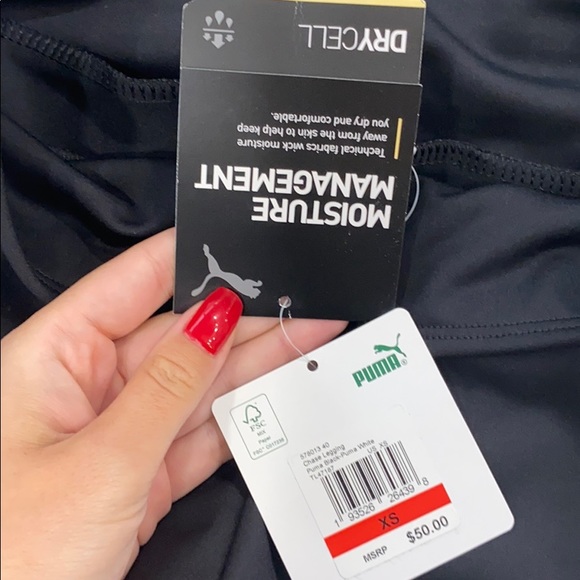 DRYCELL
MOISTURE
MANAGEMENT
Technical fabrics wick moisture
away from the skin to help keep
you dry and comfortable.
PUMA®
FSC
MIX
Paper
578013 40
Chase Legging
Puma Black-Puma White
TL47187 US XS
1 93526 26439 8
XS
MSRP $50.00